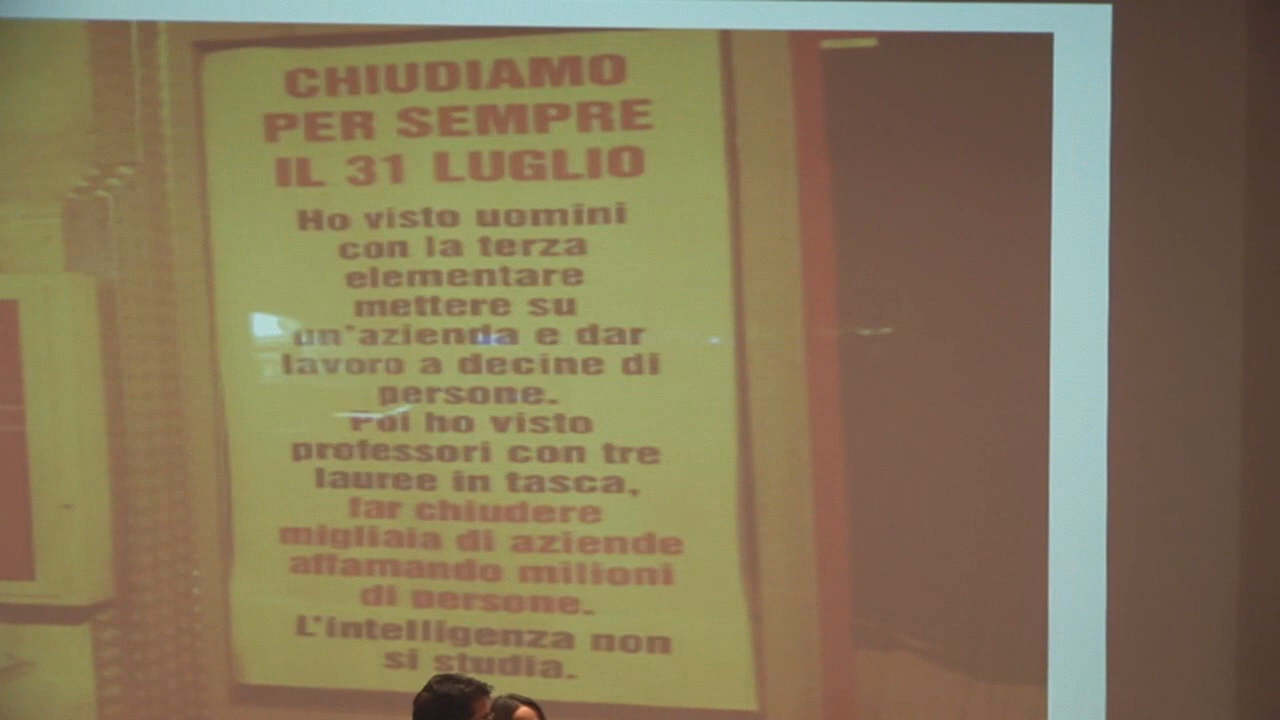 CHIUDIAMO
PER SEMPRE
IL 31 LUGLIO
Ho visto uomini
con la terza
elementare
mettere su
un'azienda e dar
lavoro a decine di
persone.
Poi ho visto
professori con tre
lauree in tasca,
far chiudere
migliaia di aziende
affamando milioni
di persone.
L'intelligenza non
si studia.